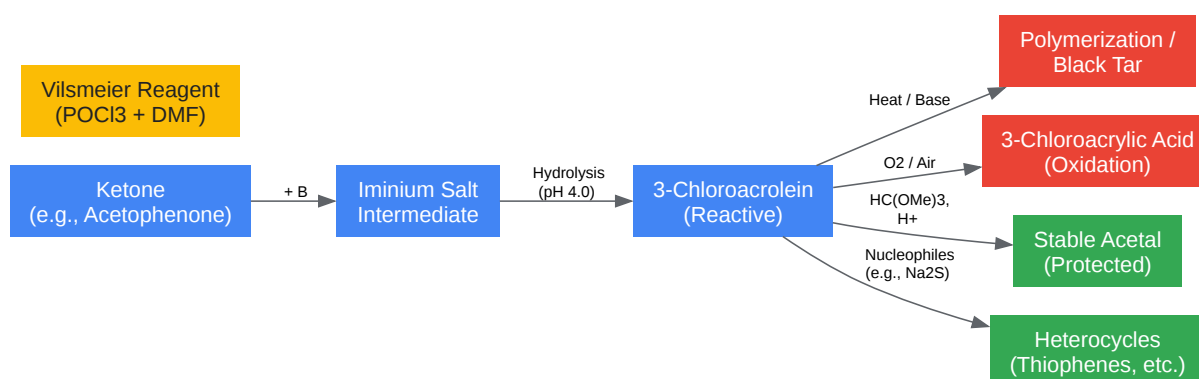 Vilsmeier Reagent
(POCl3 + DMF)
Ketone
(e.g., Acetophenone)
+ B
Iminium Salt
Intermediate
Hydrolysis
(pH 4.0)
3-Chloroacrolein
(Reactive)
Heat / Base
Polymerization /
Black Tar
O2 / Air
3-Chloroacrylic Acid
(Oxidation)
HC(OMe)3,
H+
Stable Acetal
(Protected)
Nucleophiles
(e.g., Na2S)
Heterocycles
(Thiophenes, etc.)